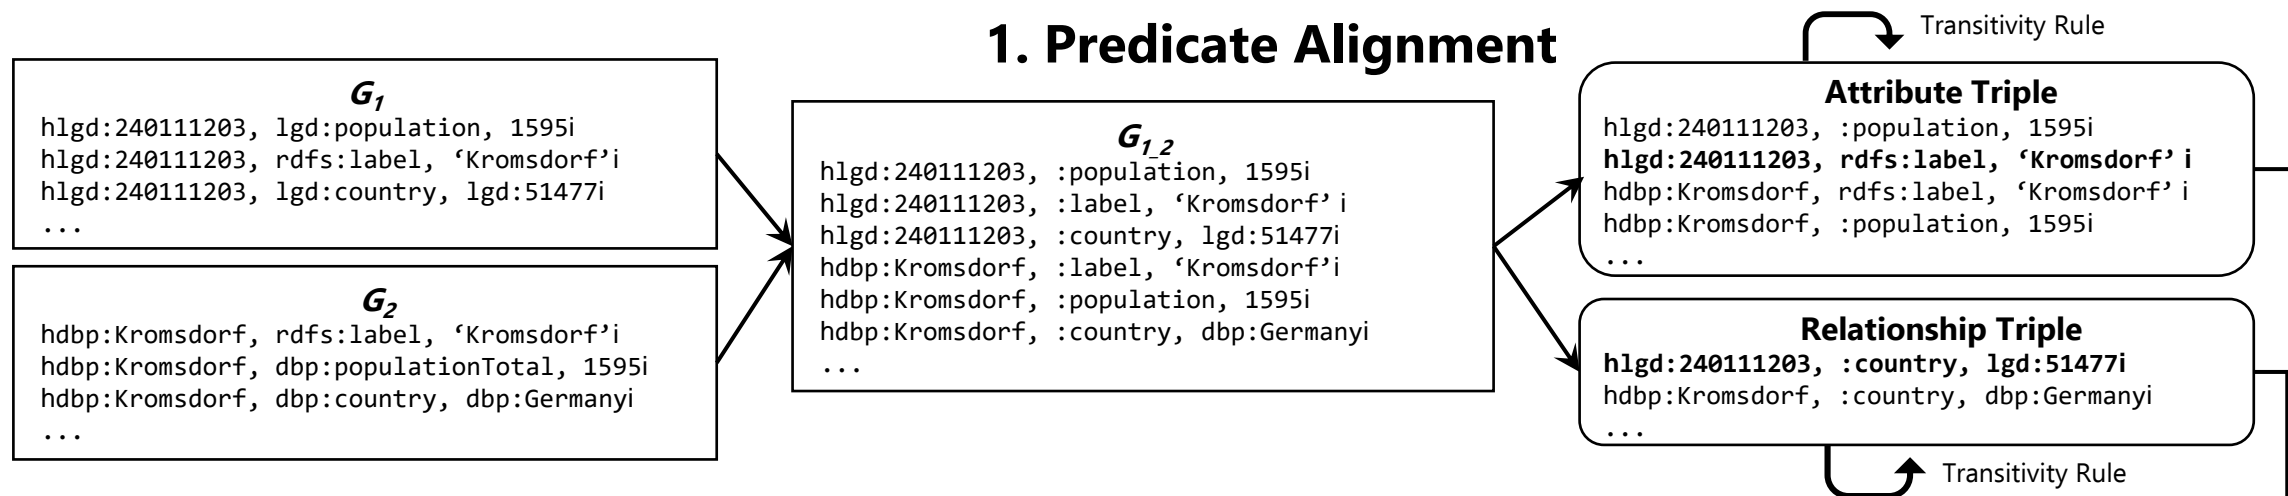 1. Predicate Alignment
G1
hlgd:240111203, lgd:population, 1595i
hlgd:240111203, rdfs:label, ‘Kromsdorf’i
hlgd:240111203, lgd:country, lgd:51477i
...
G2
hdbp:Kromsdorf, rdfs:label, ‘Kromsdorf’i
hdbp:Kromsdorf, dbp:populationTotal, 1595i
hdbp:Kromsdorf, dbp:country, dbp:Germanyi
...
G1_2
hlgd:240111203, :population, 1595i
hlgd:240111203, :label, ‘Kromsdorf’ i
hlgd:240111203, :country, lgd:51477i
hdbp:Kromsdorf, :label, ‘Kromsdorf’i
hdbp:Kromsdorf, :population, 1595i
hdbp:Kromsdorf, :country, dbp:Germanyi
...
Transitivity Rule
Attribute Triple
hlgd:240111203, :population, 1595i
hlgd:240111203, rdfs:label, ‘Kromsdorf’ i
hdbp:Kromsdorf, rdfs:label, ‘Kromsdorf’ i
hdbp:Kromsdorf, :population, 1595i
...
Relationship Triple
hlgd:240111203, :country, lgd:51477i
hdbp:Kromsdorf, :country, dbp:Germanyi
...
Transitivity Rule